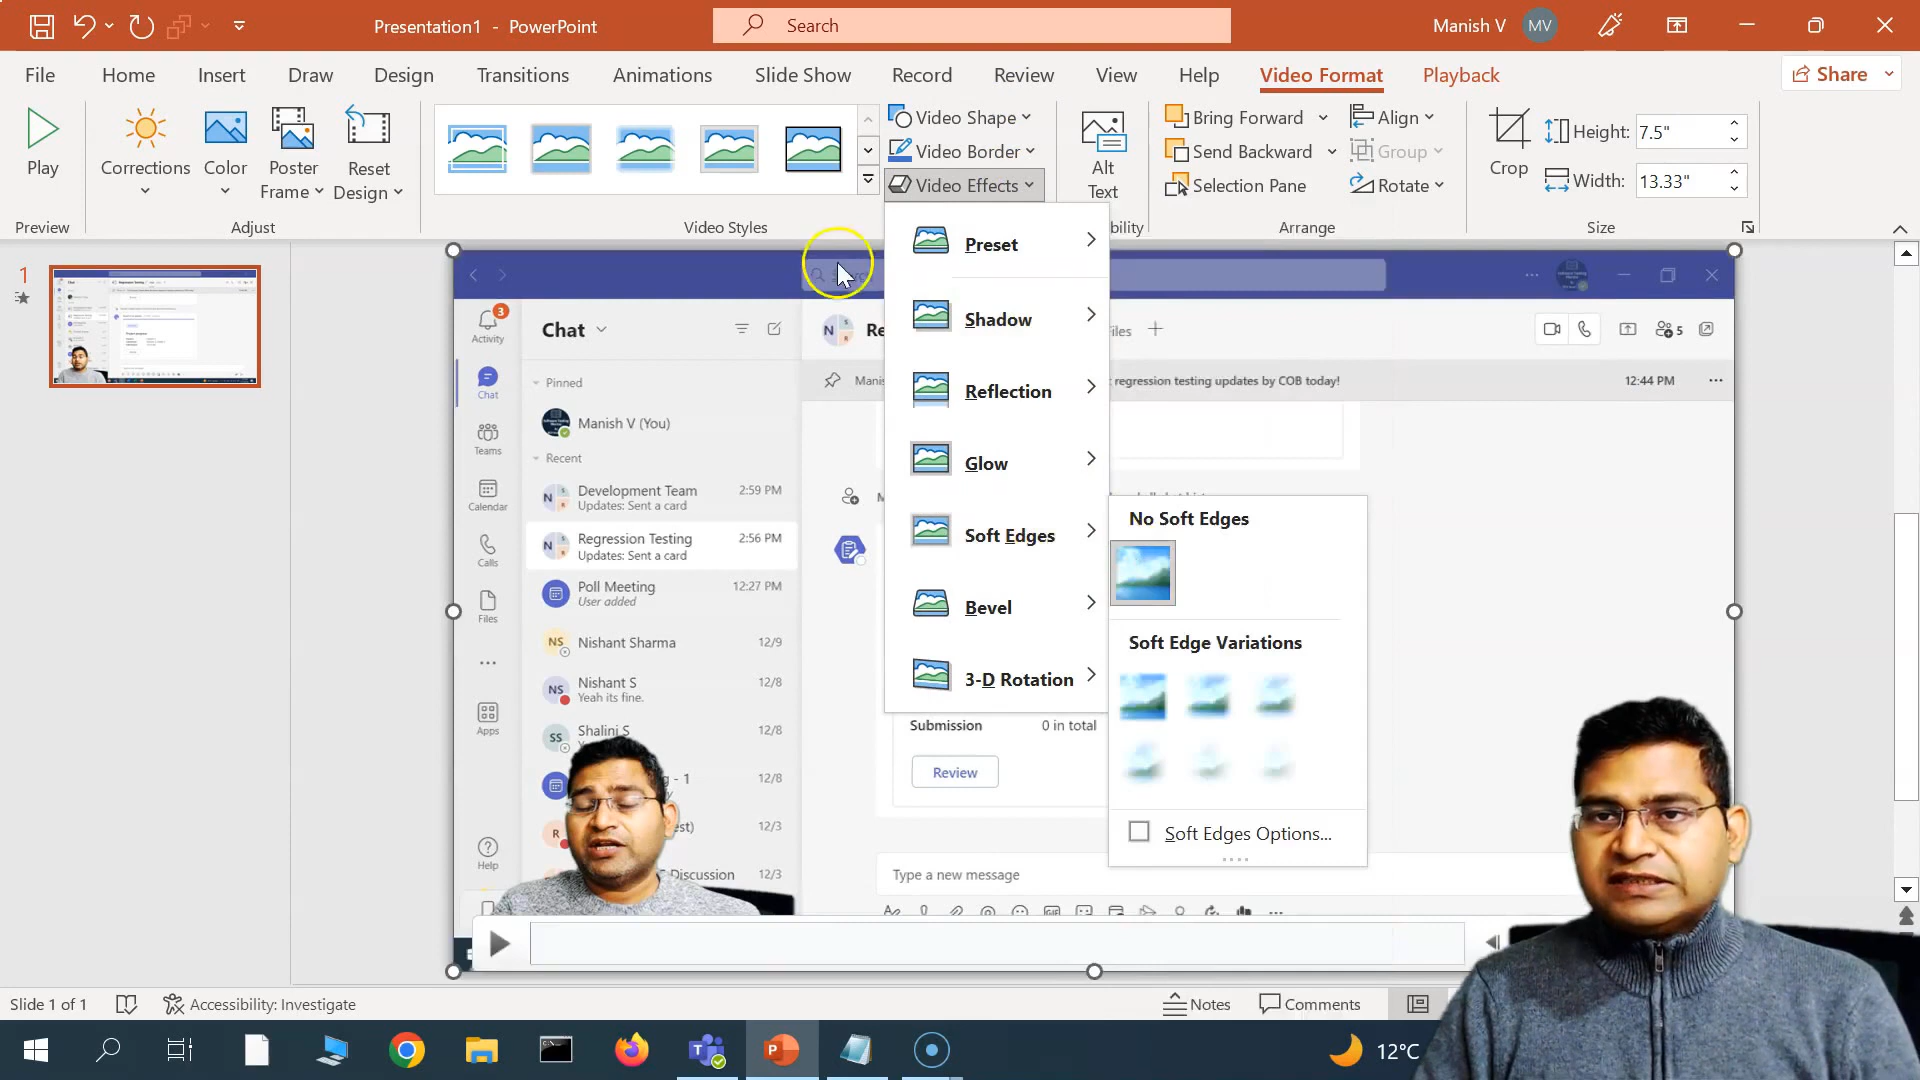 Presentation1 - PowerPoint
Search
Manish V
MV
File
Home
Insert
Draw
Design
Transitions
Animations
Slide Show
Record
Review
View
Help
Video Format
Playback
Share
Play
Corrections
Color
Poster
Frame
Reset
Design
Video Shape
Video Border
Video Effects
Alt
Text
Bring Forward
Send Backward
Selection Pane
Align
Group
Rotate
Crop
Height: 7.5"
Width: 13.33"
Preview
Adjust
Video Styles
Arrange
Size
1
Preset
Shadow
Reflection
Glow
Soft Edges
Bevel
3-D Rotation
No Soft Edges
Soft Edge Variations
Soft Edges Options...
3
Activity
Chat
Teams
Calendar
Calls
Files
Apps
Help
Chat
Pinned
Manish V (You)
Recent
Development Team 2:59 PM
Updates: Sent a card
Regression Testing 2:56 PM
Updates: Sent a card
Poll Meeting 12:27 PM
User added
NS Nishant Sharma 12/9
NS Nishant S 12/8
Yeah its fine.
SS Shalini S 12/8
- 1 12/8
12/3
Discussion 12/3
5
regression testing updates by COB today! 12:44 PM
Submission 0 in total
Review
Type a new message
Slide 1 of 1
Accessibility: Investigate
Notes
Comments
12°C